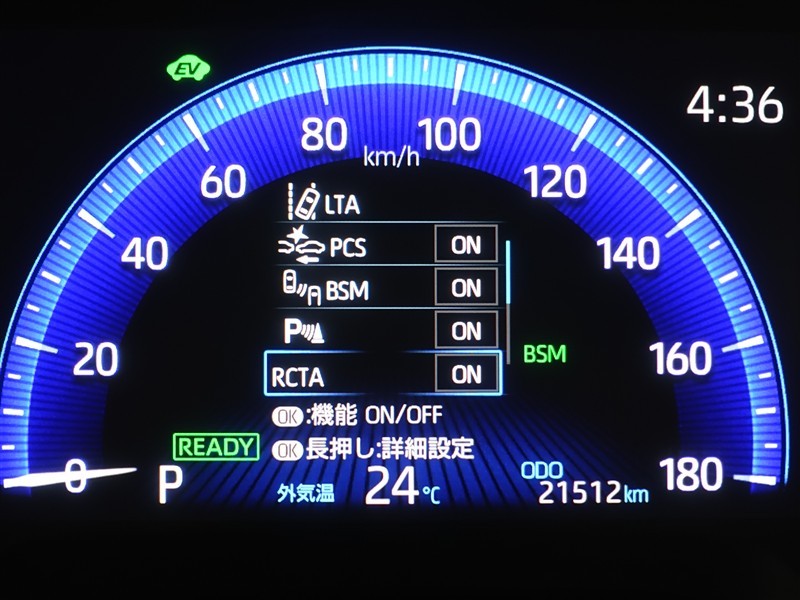 EV
4:36
80
100
km/h
60
120
LTA
40
140
PCS ON
BSM ON
P ON
20
BSM
160
RCTA ON
OK:機能 ON/OFF
READY
OK長押し:詳細設定
0
P
外気温 24℃
ODO
21512km
180